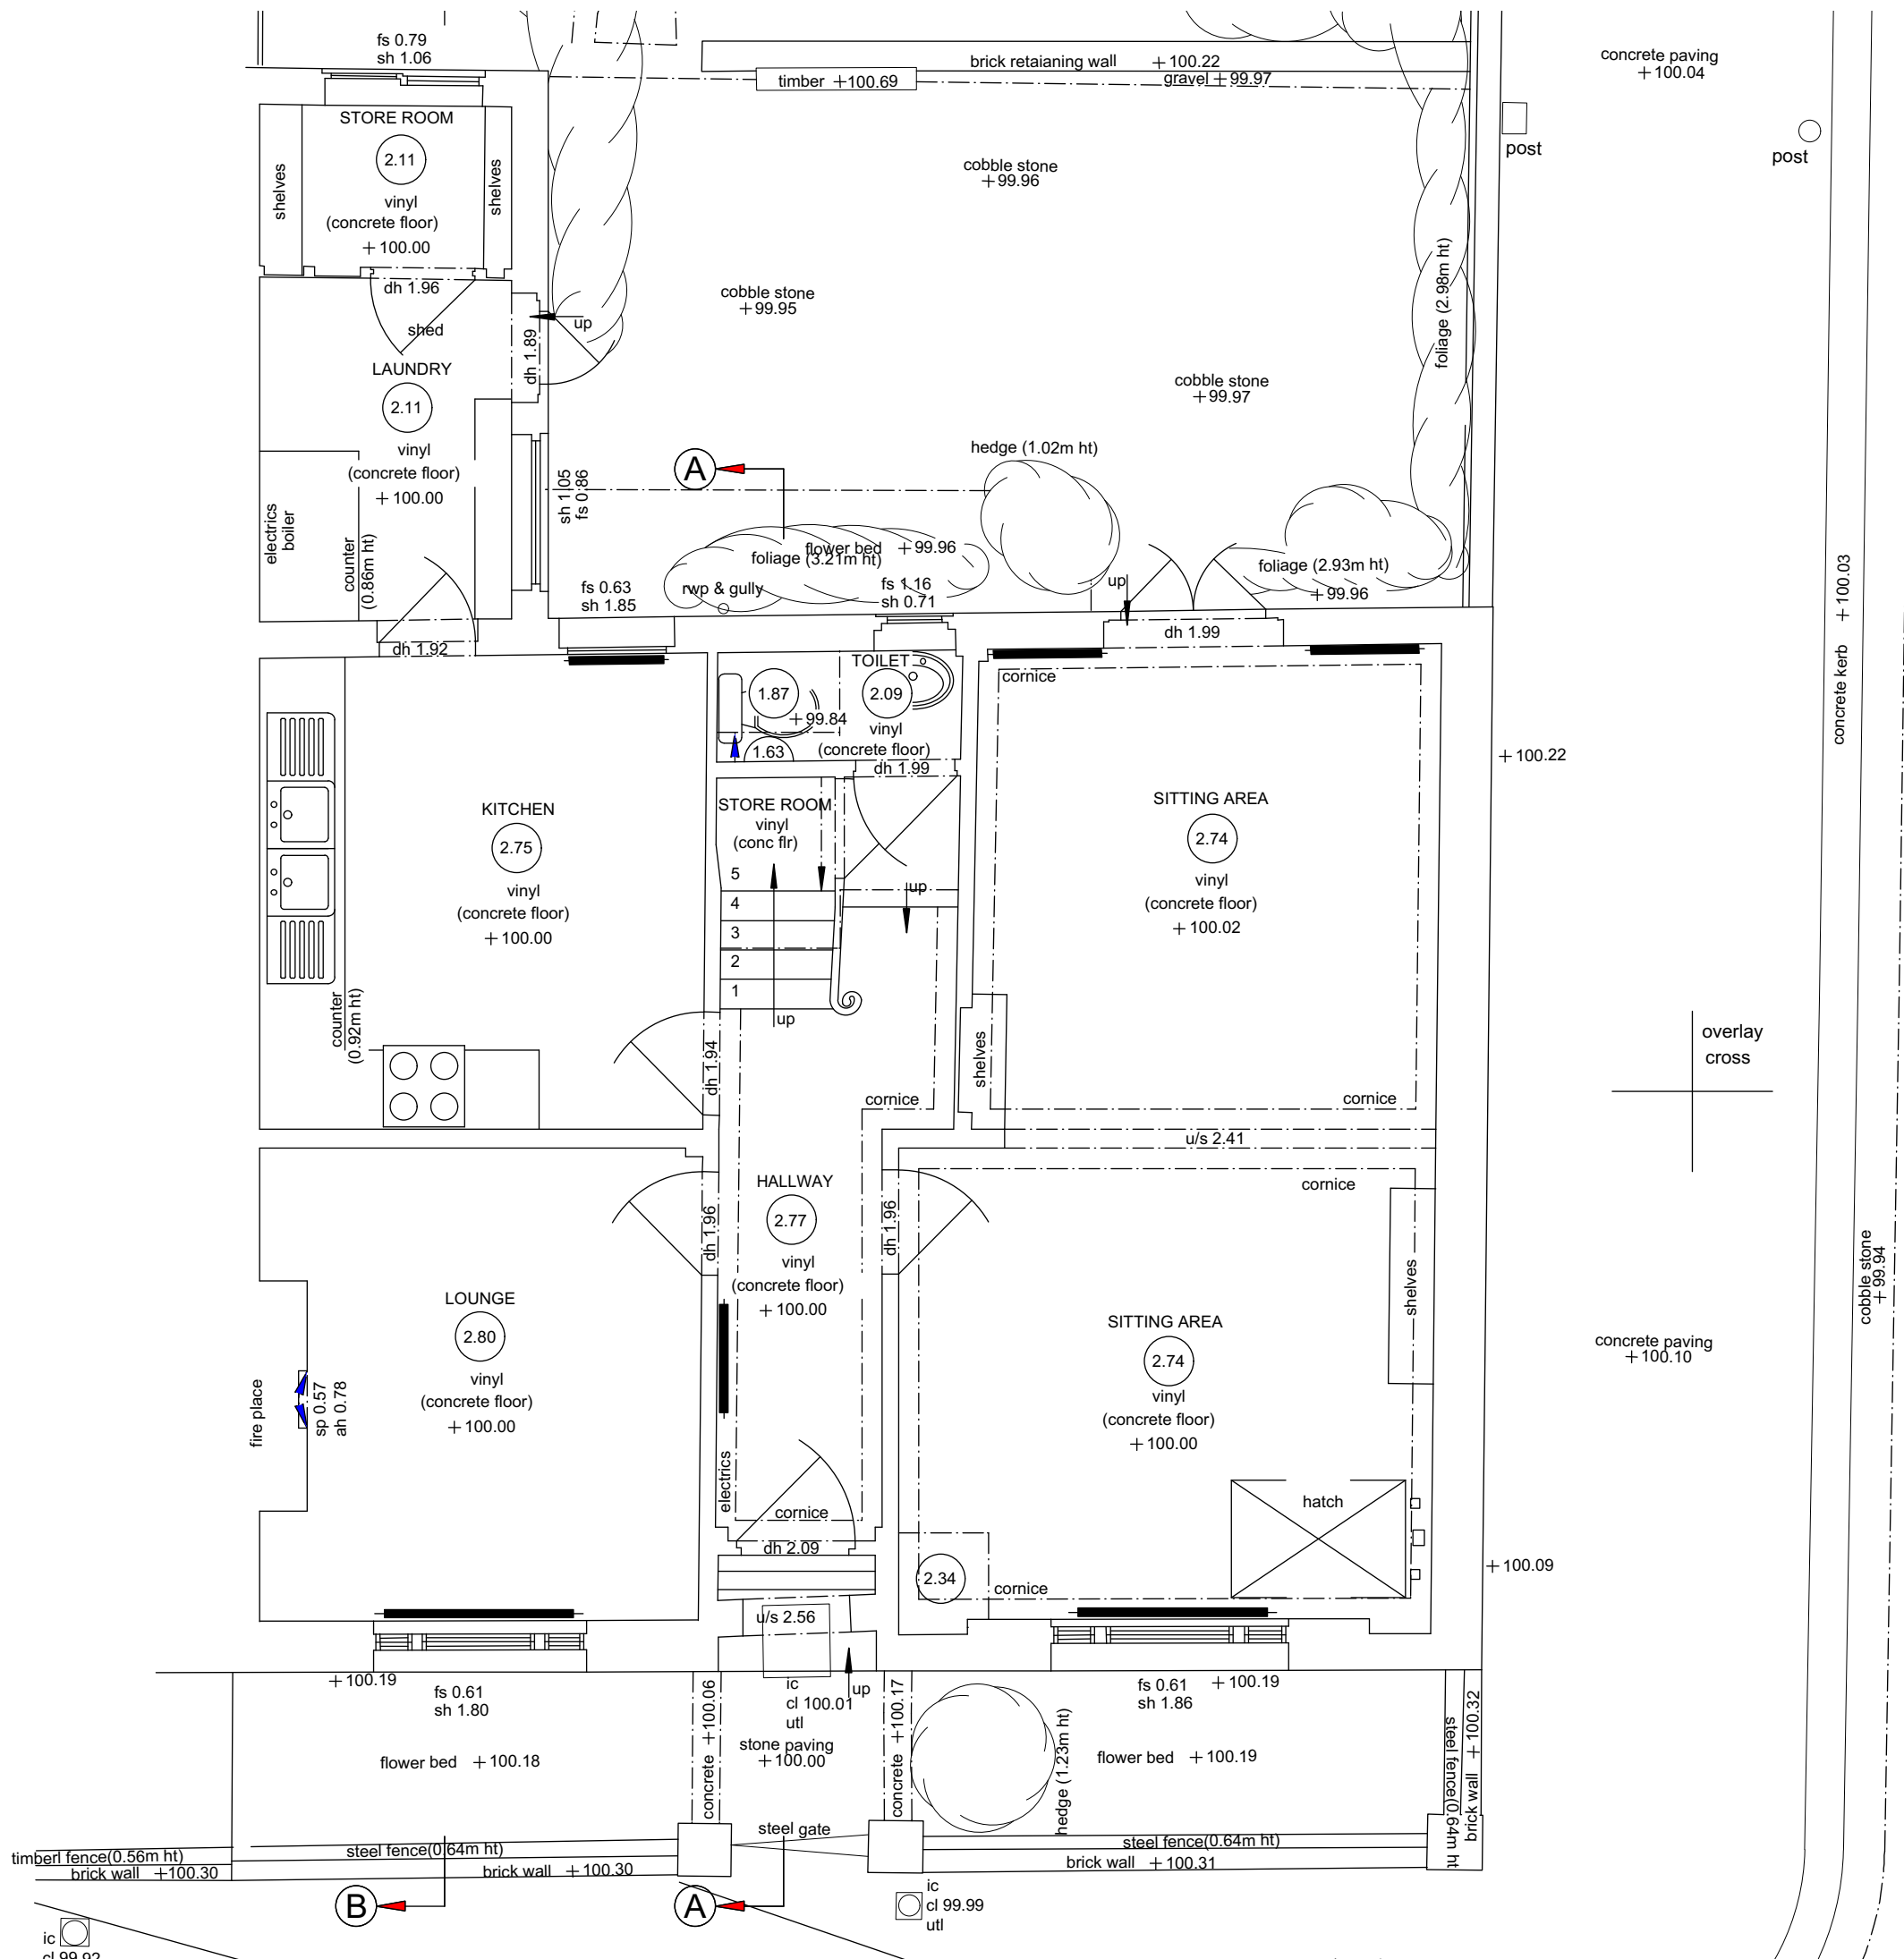 fs 0.79
sh 1.06
brick retaianing wall +100.22
timber +100.69
gravel +99.97
concrete paving
+100.04
post
post
STORE ROOM
2.11
vinyl
(concrete floor)
+100.00
shelves
shelves
cobble stone
+99.96
dh 1.96
shed
up
dh 1.89
cobble stone
+99.95
foliage (2.98m ht)
LAUNDRY
2.11
vinyl
(concrete floor)
+100.00
cobble stone
+99.97
hedge (1.02m ht)
A
sh 1.05
fs 0.86
electrics
boiler
counter
(0.86m ht)
flower bed +99.96
foliage (3.21m ht)
rwp & gully
fs 0.63
sh 1.85
fs 1.16
sh 0.71
up
foliage (2.93m ht)
+99.96
concrete kerb +100.03
dh 1.92
dh 1.99
TOILET
1.87
2.09
+99.84
vinyl
(concrete floor)
1.63
dh 1.99
cornice
+100.22
KITCHEN
2.75
vinyl
(concrete floor)
+100.00
STORE ROOM
vinyl
(conc flr)
5
4
3
2
1
up
up
SITTING AREA
2.74
vinyl
(concrete floor)
+100.02
counter
(0.92m ht)
dh 1.94
shelves
cornice
cornice
overlay
cross
u/s 2.41
HALLWAY
2.77
vinyl
(concrete floor)
+100.00
dh 1.96
dh 1.96
cornice
shelves
cobble stone
+99.94
LOUNGE
2.80
vinyl
(concrete floor)
+100.00
fire place
sp 0.57
ah 0.78
SITTING AREA
2.74
vinyl
(concrete floor)
+100.00
concrete paving
+100.10
electrics
cornice
dh 2.09
hatch
2.34
cornice
+100.09
u/s 2.56
+100.19
fs 0.61
sh 1.80
ic
cl 100.01
utl
up
fs 0.61
sh 1.86
+100.19
concrete +100.06
concrete +100.17
stone paving
+100.00
flower bed +100.18
hedge (1.23m ht)
flower bed +100.19
steel fence(0.64m ht
brick wall +100.32
steel gate
timberl fence(0.56m ht)
brick wall +100.30
steel fence(0.64m ht)
brick wall +100.30
steel fence(0.64m ht)
brick wall +100.31
B
A
ic
cl 99.99
utl
ic
cl 99.92